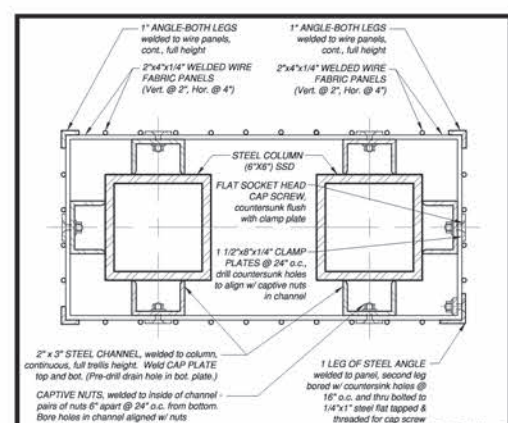 1" ANGLE-BOTH LEGS
welded to wire panels,
cont., full height
1" ANGLE-BOTH LEGS
welded to wire panels,
cont., full height
2"x4"x1/4" WELDED WIRE
FABRIC PANELS
(Vert. @ 2", Hor. @ 4")
2"x4"x1/4" WELDED WIRE
FABRIC PANELS
(Vert. @ 2", Hor. @ 4")
STEEL COLUMN
(6"X6") SSD
FLAT SOCKET HEAD
CAP SCREW,
countersunk flush
with clamp plate
1 1/2"x8"x1/4" CLAMP
PLATES @ 24" o.c.,
drill countersunk holes
to align w/ captive nuts
in channel
2" x 3" STEEL CHANNEL, welded to column,
continuous, full trellis height. Weld CAP PLATE
top and bot. (Pre-drill drain hole in bot. plate.)
CAPTIVE NUTS, welded to inside of channel -
pairs of nuts 6" apart @ 24" o.c. from bottom.
Bore holes in channel aligned w/ nuts
1 LEG OF STEEL ANGLE
welded to panel, second leg
bored w/ countersink holes @
16" o.c. and thru bolted to
1/4"x1" steel flat tapped &
threaded for cap screw